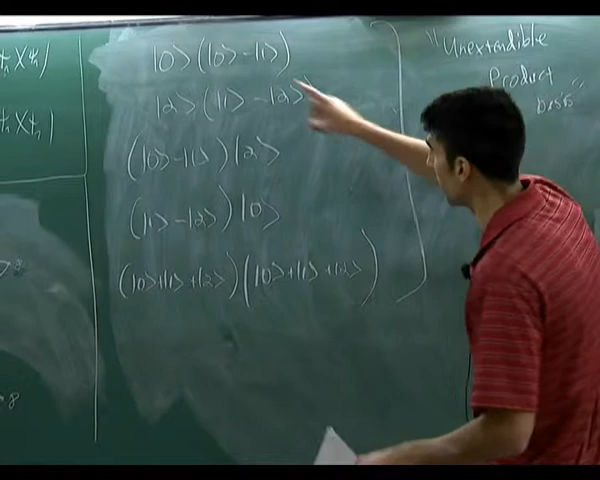 |0>(|0>-|1>)
|2>(|1>-|2>)
(|0>-|1>)|2>
(|1>-|2>)|0>
(|0>+|1>+|2>)(|0>+|1>+|2>)
"Unextendible
Product
basis"